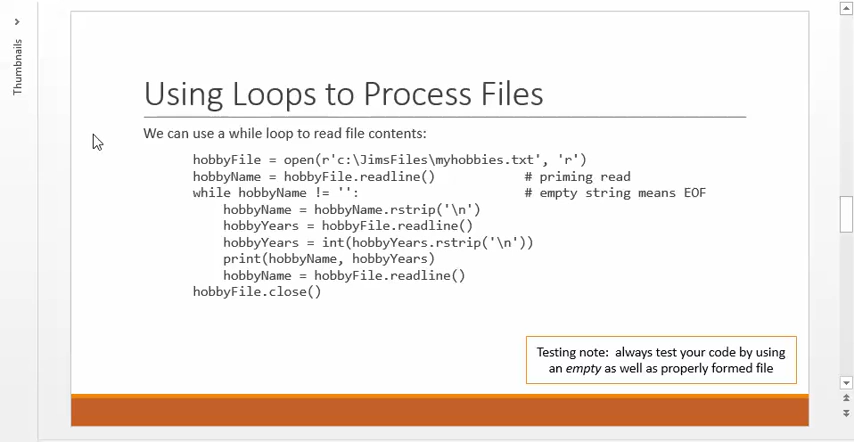 Thumbnails
Using Loops to Process Files
We can use a while loop to read file contents:
hobbyFile = open(r'c:\JimsFiles\myhobbies.txt', 'r')
hobbyName = hobbyFile.readline()            # priming read
while hobbyName != '':                      # empty string means EOF
    hobbyName = hobbyName.rstrip('\n')
    hobbyYears = hobbyFile.readline()
    hobbyYears = int(hobbyYears.rstrip('\n'))
    print(hobbyName, hobbyYears)
    hobbyName = hobbyFile.readline()
hobbyFile.close()
Testing note:  always test your code by using
an empty as well as properly formed file